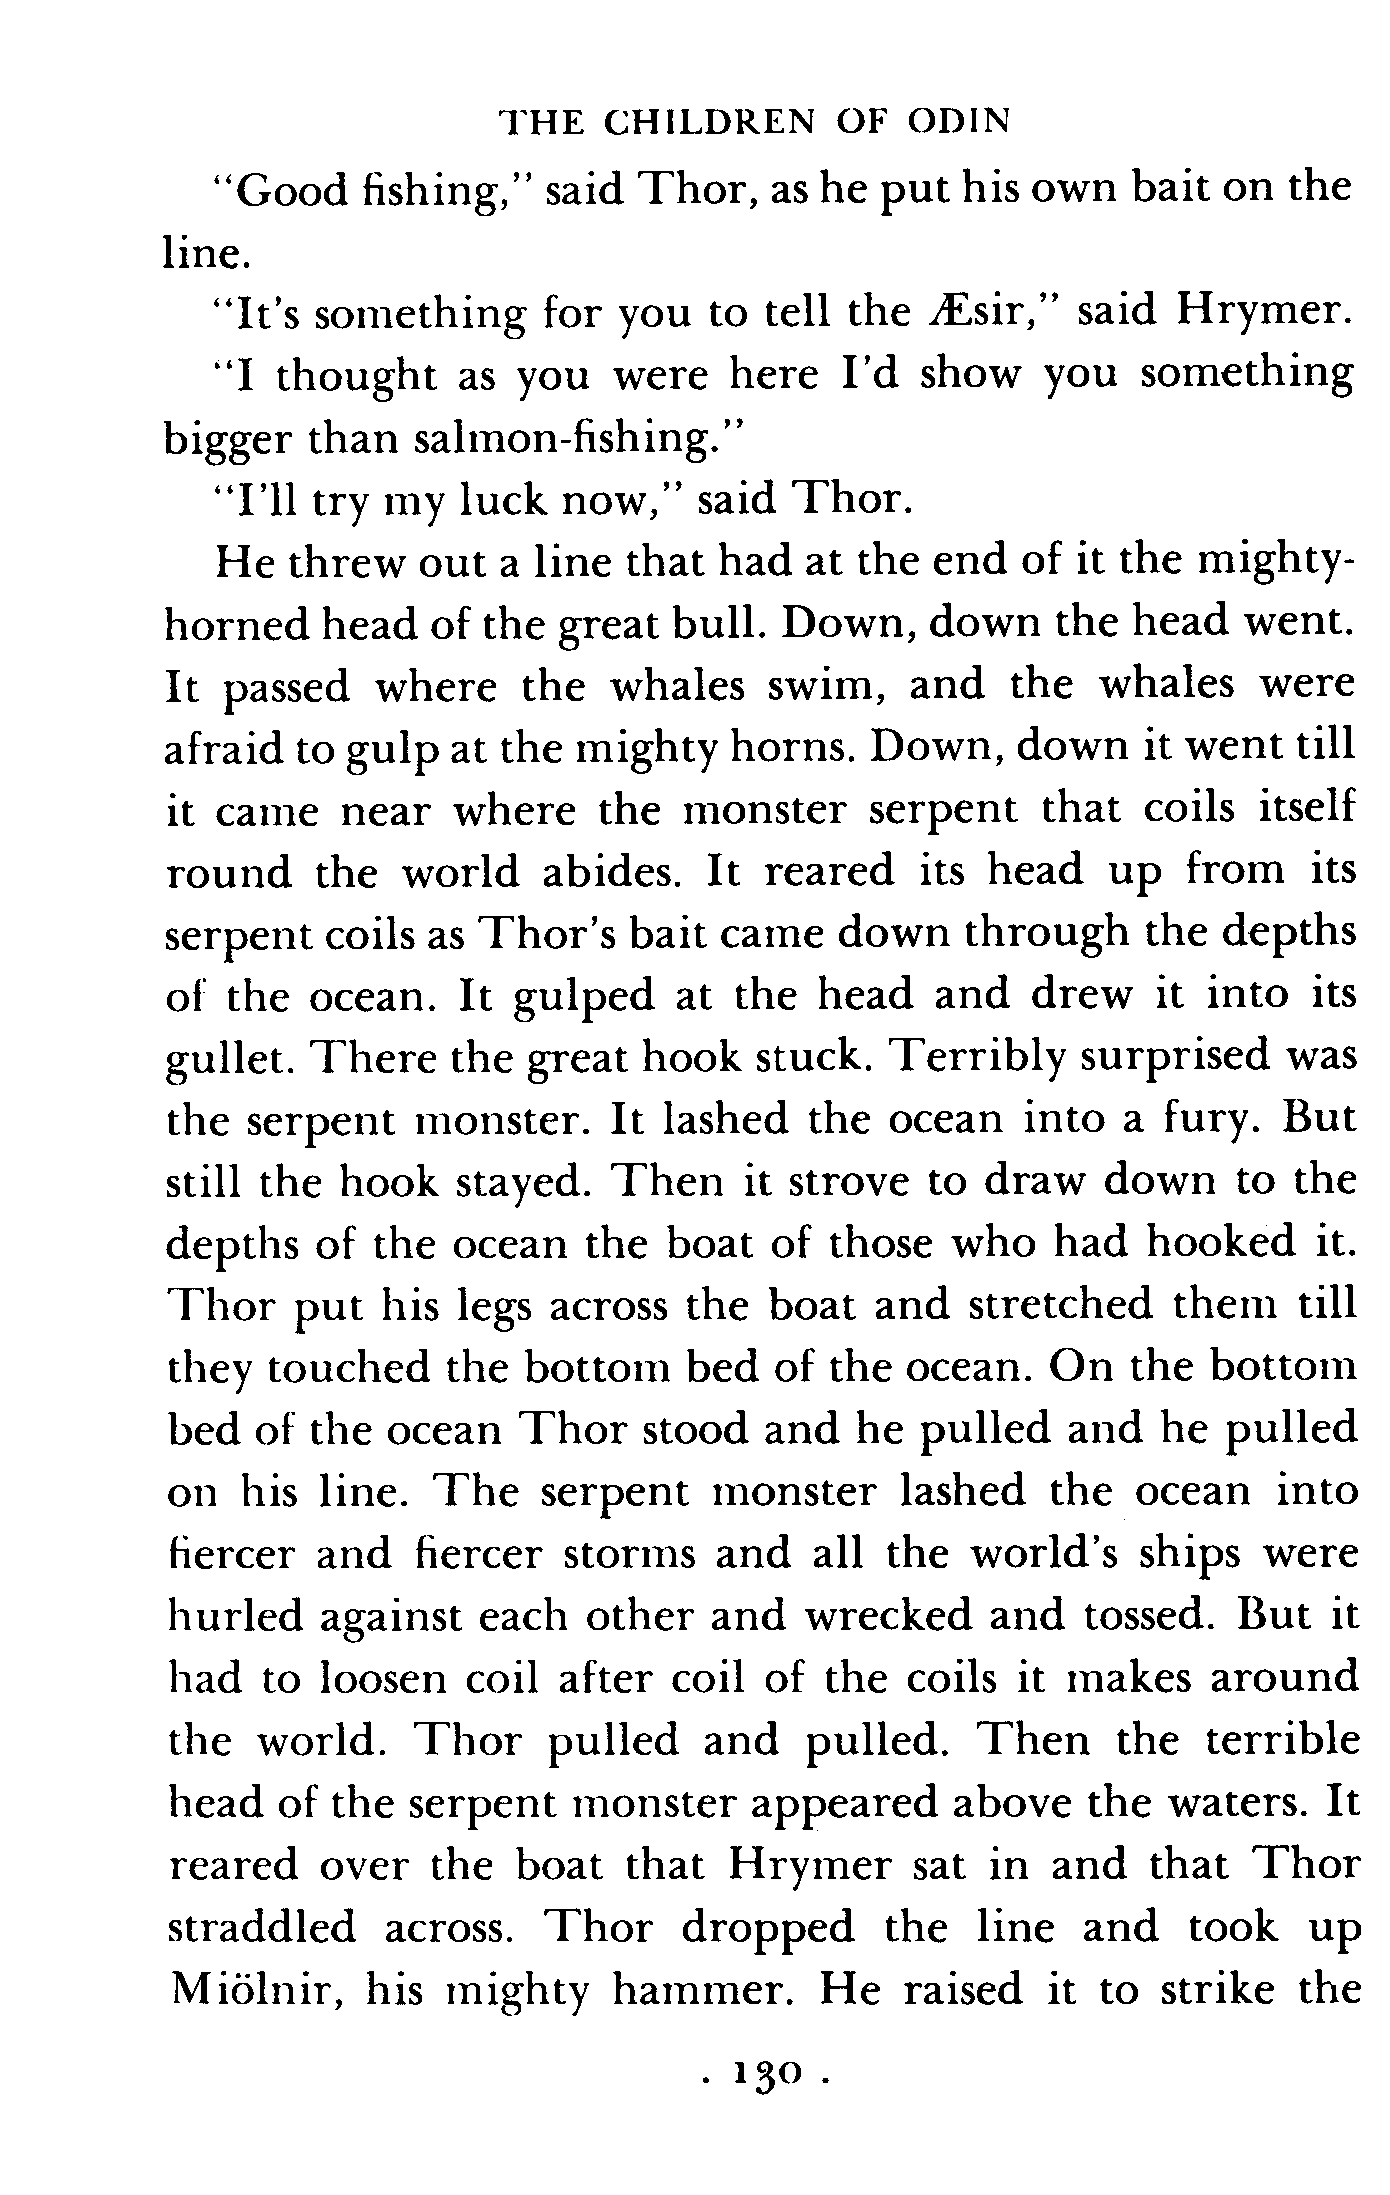 THE CHILDREN OF ODIN
“Good fishing,” said Thor, as he put his own bait on the
line.
“It’s something for you to tell the Æsir,” said Hrymer.
“I thought as you were here I’d show you something
bigger than salmon-fishing.”
“I’ll try my luck now,” said Thor.
He threw out a line that had at the end of it the mighty-
horned head of the great bull. Down, down the head went.
It passed where the whales swim, and the whales were
afraid to gulp at the mighty horns. Down, down it went till
it came near where the monster serpent that coils itself
round the world abides. It reared its head up from its
serpent coils as Thor’s bait came down through the depths
of the ocean. It gulped at the head and drew it into its
gullet. There the great hook stuck. Terribly surprised was
the serpent monster. It lashed the ocean into a fury. But
still the hook stayed. Then it strove to draw down to the
depths of the ocean the boat of those who had hooked it.
Thor put his legs across the boat and stretched them till
they touched the bottom bed of the ocean. On the bottom
bed of the ocean Thor stood and he pulled and he pulled
on his line. The serpent monster lashed the ocean into
fiercer and fiercer storms and all the world’s ships were
hurled against each other and wrecked and tossed. But it
had to loosen coil after coil of the coils it makes around
the world. Thor pulled and pulled. Then the terrible
head of the serpent monster appeared above the waters. It
reared over the boat that Hrymer sat in and that Thor
straddled across. Thor dropped the line and took up
Miölnir, his mighty hammer. He raised it to strike the
. 130 .